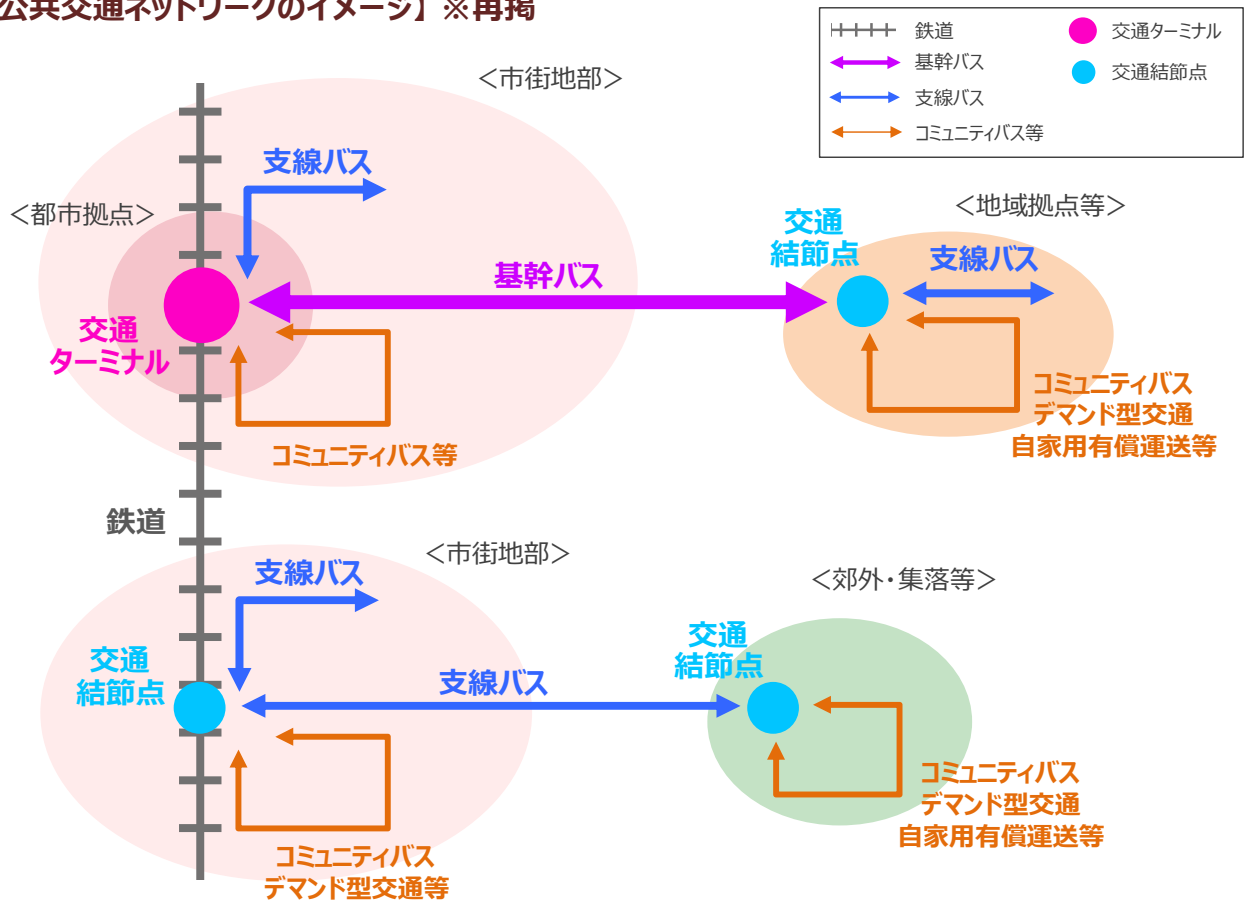 公共交通ネットワークのイメージ】 ※再掲
鉄道
基幹バス
支線バス
コミュニティバス等
交通ターミナル
交通結節点
＜市街地部＞
支線バス
＜都市拠点＞
＜地域拠点等＞
交通
結節点
支線バス
基幹バス
交通
ターミナル
コミュニティバス
デマンド型交通
自家用有償運送等
コミュニティバス等
鉄道
＜市街地部＞
支線バス
＜郊外・集落等＞
交通
結節点
交通
結節点
支線バス
コミュニティバス
デマンド型交通
自家用有償運送等
コミュニティバス
デマンド型交通等